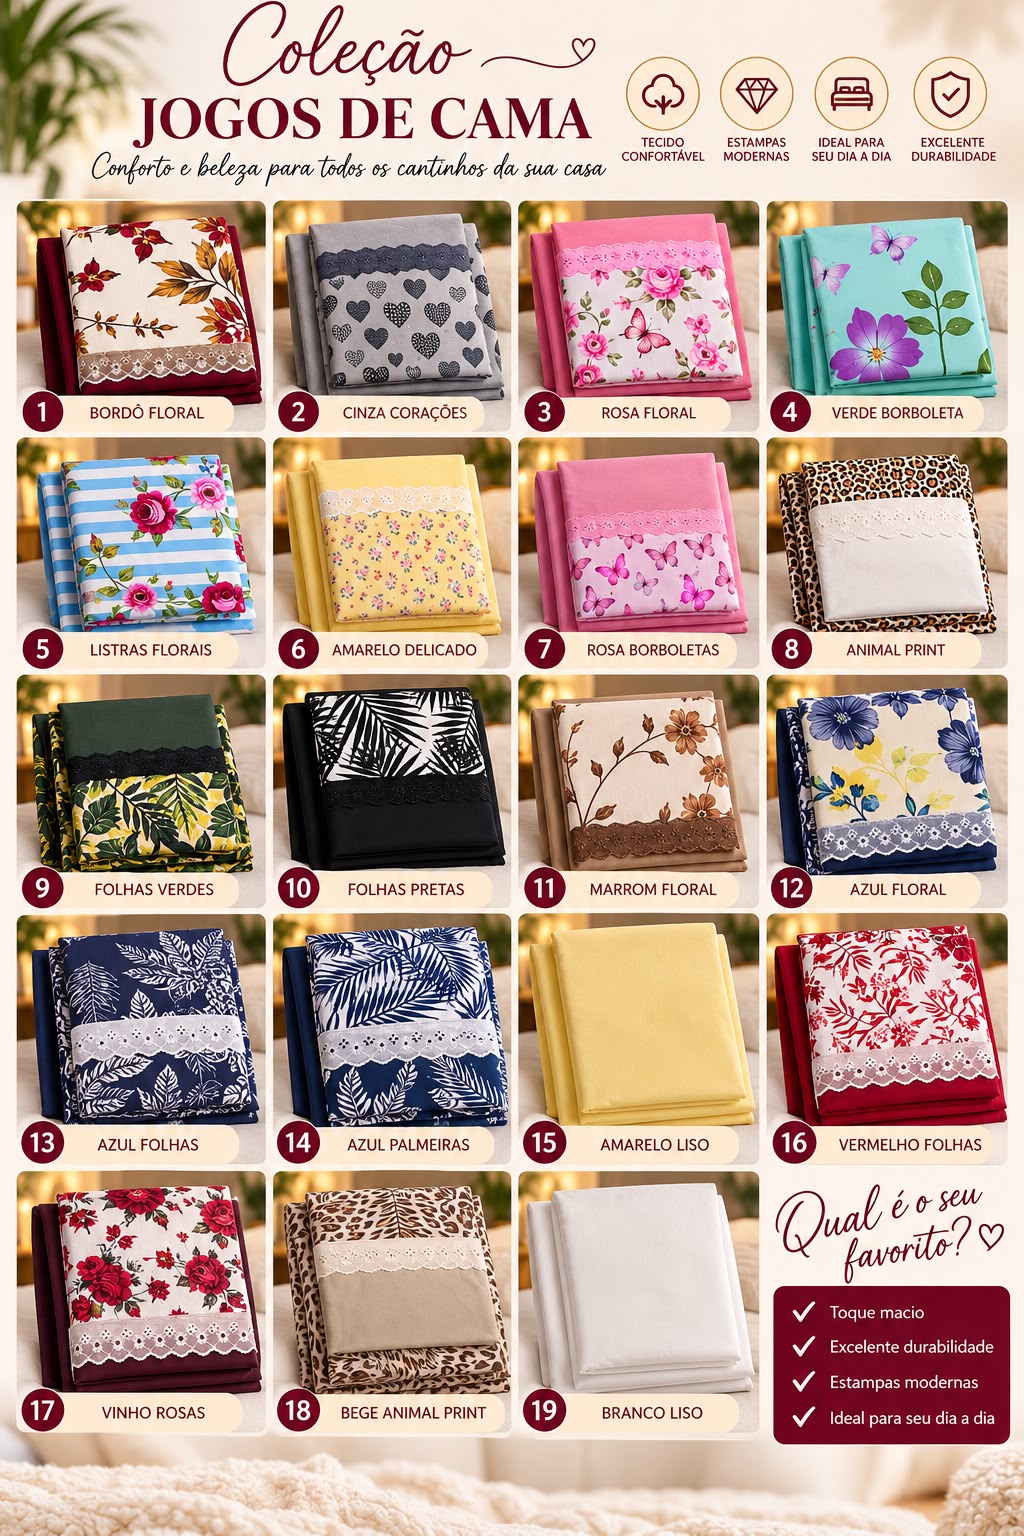 Coleção
JOGOS DE CAMA
Conforto e beleza para todos os cantinhos da sua casa
TECIDO
CONFORTÁVEL
ESTAMPAS
MODERNAS
IDEAL PARA
SEU DIA A DIA
EXCELENTE
DURABILIDADE
1 BORDÔ FLORAL
2 CINZA CORAÇÕES
3 ROSA FLORAL
4 VERDE BORBOLETA
5 LISTRAS FLORAIS
6 AMARELO DELICADO
7 ROSA BORBOLETAS
8 ANIMAL PRINT
9 FOLHAS VERDES
10 FOLHAS PRETAS
11 MARROM FLORAL
12 AZUL FLORAL
13 AZUL FOLHAS
14 AZUL PALMEIRAS
15 AMARELO LISO
16 VERMELHO FOLHAS
17 VINHO ROSAS
18 BEGE ANIMAL PRINT
19 BRANCO LISO
Qual é o seu
favorito?
Toque macio
Excelente durabilidade
Estampas modernas
Ideal para seu dia a dia